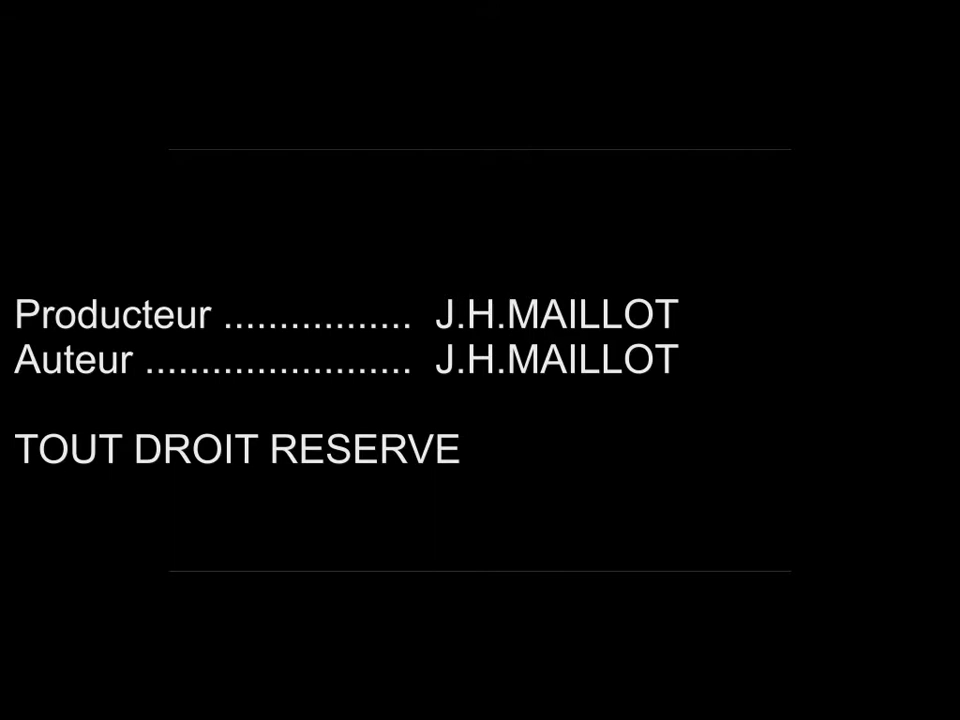 Producteur ................. J.H.MAILLOT
Auteur ........................ J.H.MAILLOT
TOUT DROIT RESERVE